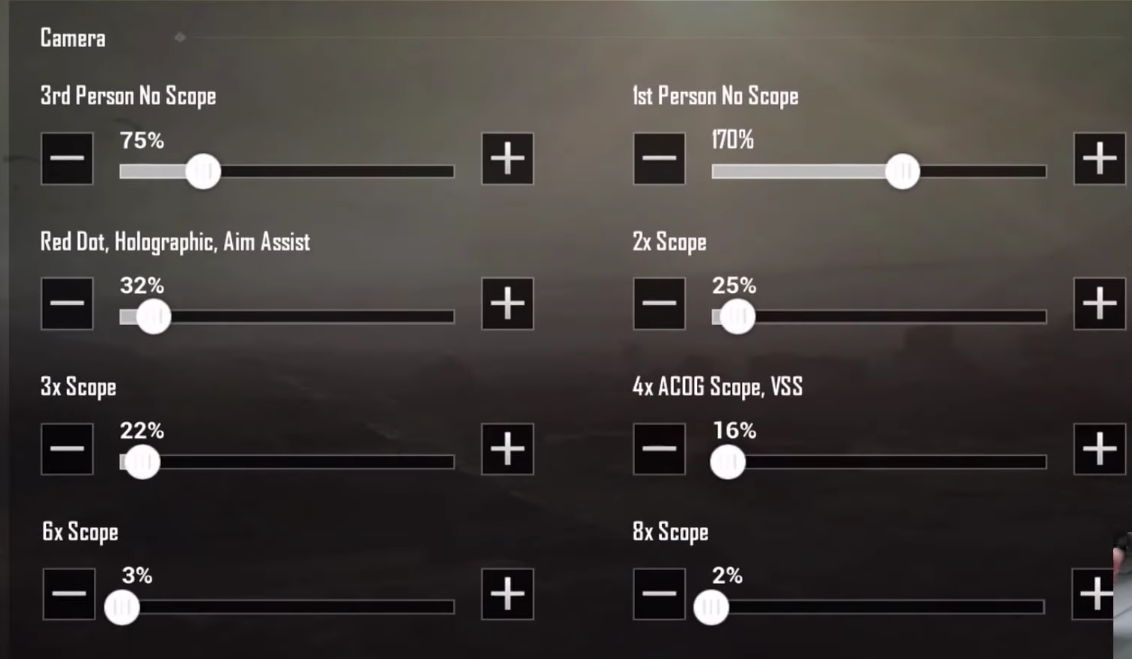 Camera
3rd Person No Scope
1st Person No Scope
75%
170%
Red Dot, Holographic, Aim Assist
2x Scope
32%
25%
3x Scope
4x ACOG Scope, VSS
22%
16%
6x Scope
8x Scope
3%
2%